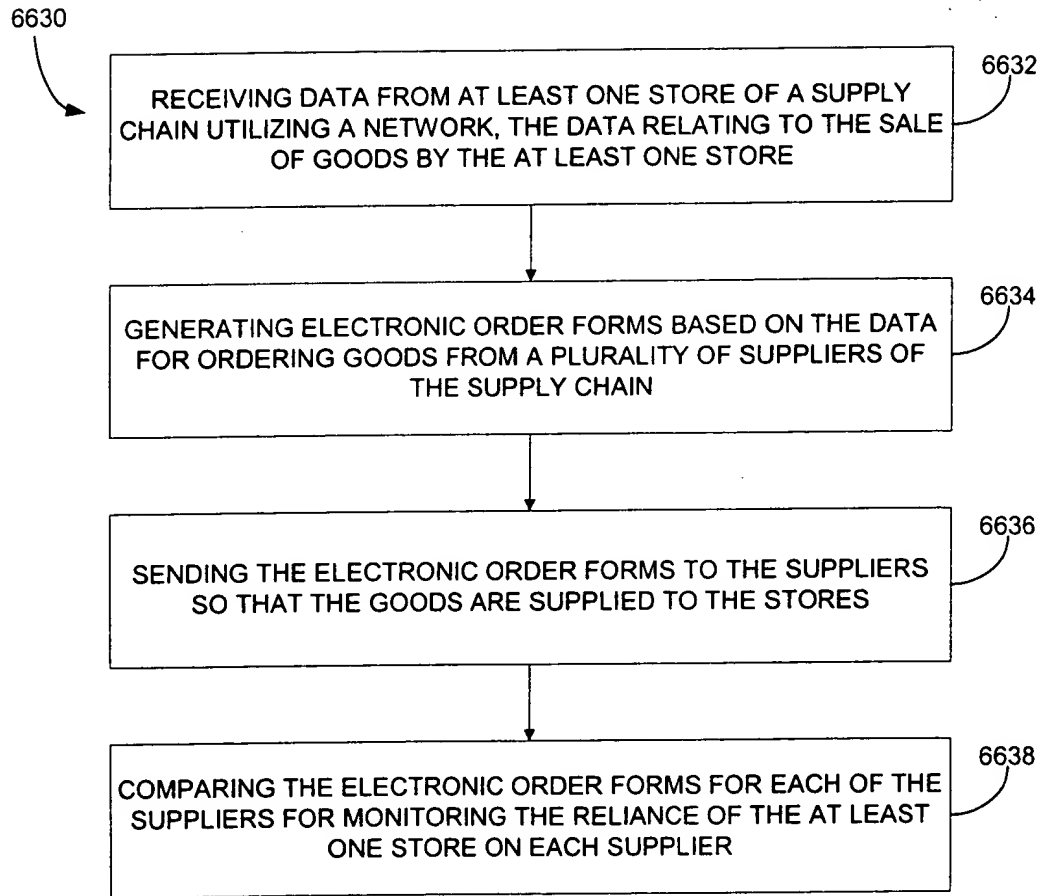 6630
6632
RECEIVING DATA FROM AT LEAST ONE STORE OF A SUPPLY
CHAIN UTILIZING A NETWORK, THE DATA RELATING TO THE SALE
OF GOODS BY THE AT LEAST ONE STORE
6634
GENERATING ELECTRONIC ORDER FORMS BASED ON THE DATA
FOR ORDERING GOODS FROM A PLURALITY OF SUPPLIERS OF
THE SUPPLY CHAIN
6636
SENDING THE ELECTRONIC ORDER FORMS TO THE SUPPLIERS
SO THAT THE GOODS ARE SUPPLIED TO THE STORES
6638
COMPARING THE ELECTRONIC ORDER FORMS FOR EACH OF THE
SUPPLIERS FOR MONITORING THE RELIANCE OF THE AT LEAST
ONE STORE ON EACH SUPPLIER